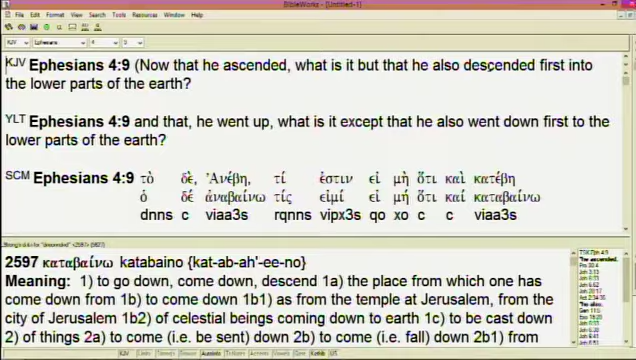 BibleWorks - [Untitled-1]
File Edit Format View Search Texts Tools Resources Window Help
KJV Ephesians 4 9
KJV Ephesians 4:9 (Now that he ascended, what is it but that he also descended first into
the lower parts of the earth?
YLT Ephesians 4:9 and that, he went up, what is it except that he also went down first to the
lower parts of the earth?
SCM Ephesians 4:9 τὸ δὲ, Ἀνέβη, τί ἐστιν εἰ μὴ ὅτι καὶ κατέβη
ὁ δέ ἀναβαίνω τίς εἰμί εἰ μή ὅτι καί καταβαίνω
dnns c viaa3s rqnns vipx3s qo xo c c viaa3s
2597 καταβαίνω katabaino {kat-ab-ah'-ee-no}
Meaning: 1) to go down, come down, descend 1a) the place from which one has
come down from 1b) to come down 1b1) as from the temple at Jerusalem, from the
city of Jerusalem 1b2) of celestial beings coming down to earth 1c) to be cast down
2) of things 2a) to come (i.e. be sent) down 2b) to come (i.e. fall) down 2b1) from